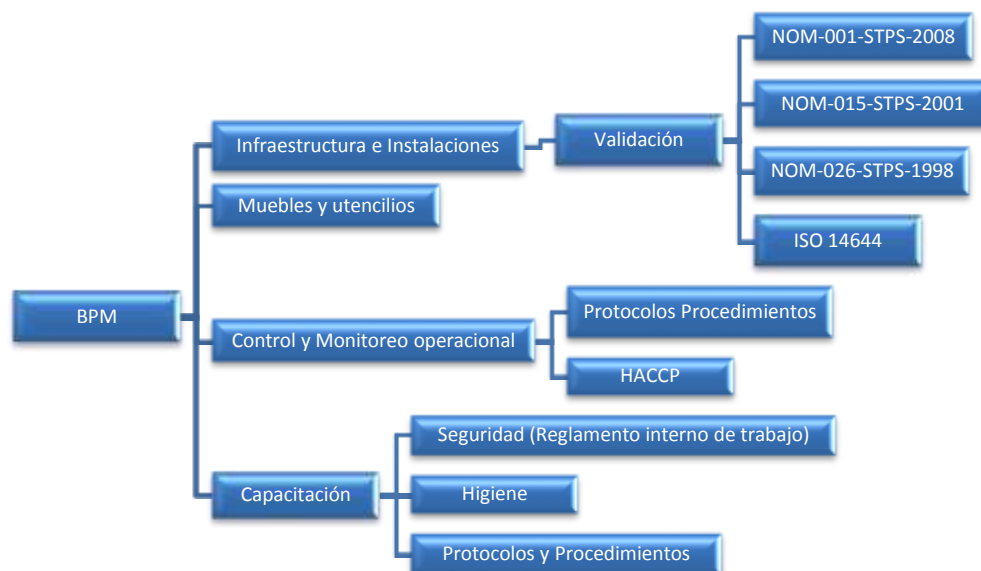 NOM-001-STPS-2008
NOM-015-STPS-2001
Infraestructura e Instalaciones
Validación
NOM-026-STPS-1998
Muebles y utencilios
ISO 14644
BPM
Protocolos Procedimientos
Control y Monitoreo operacional
HACCP
Seguridad (Reglamento interno de trabajo)
Capacitación
Higiene
Protocolos y Procedimientos